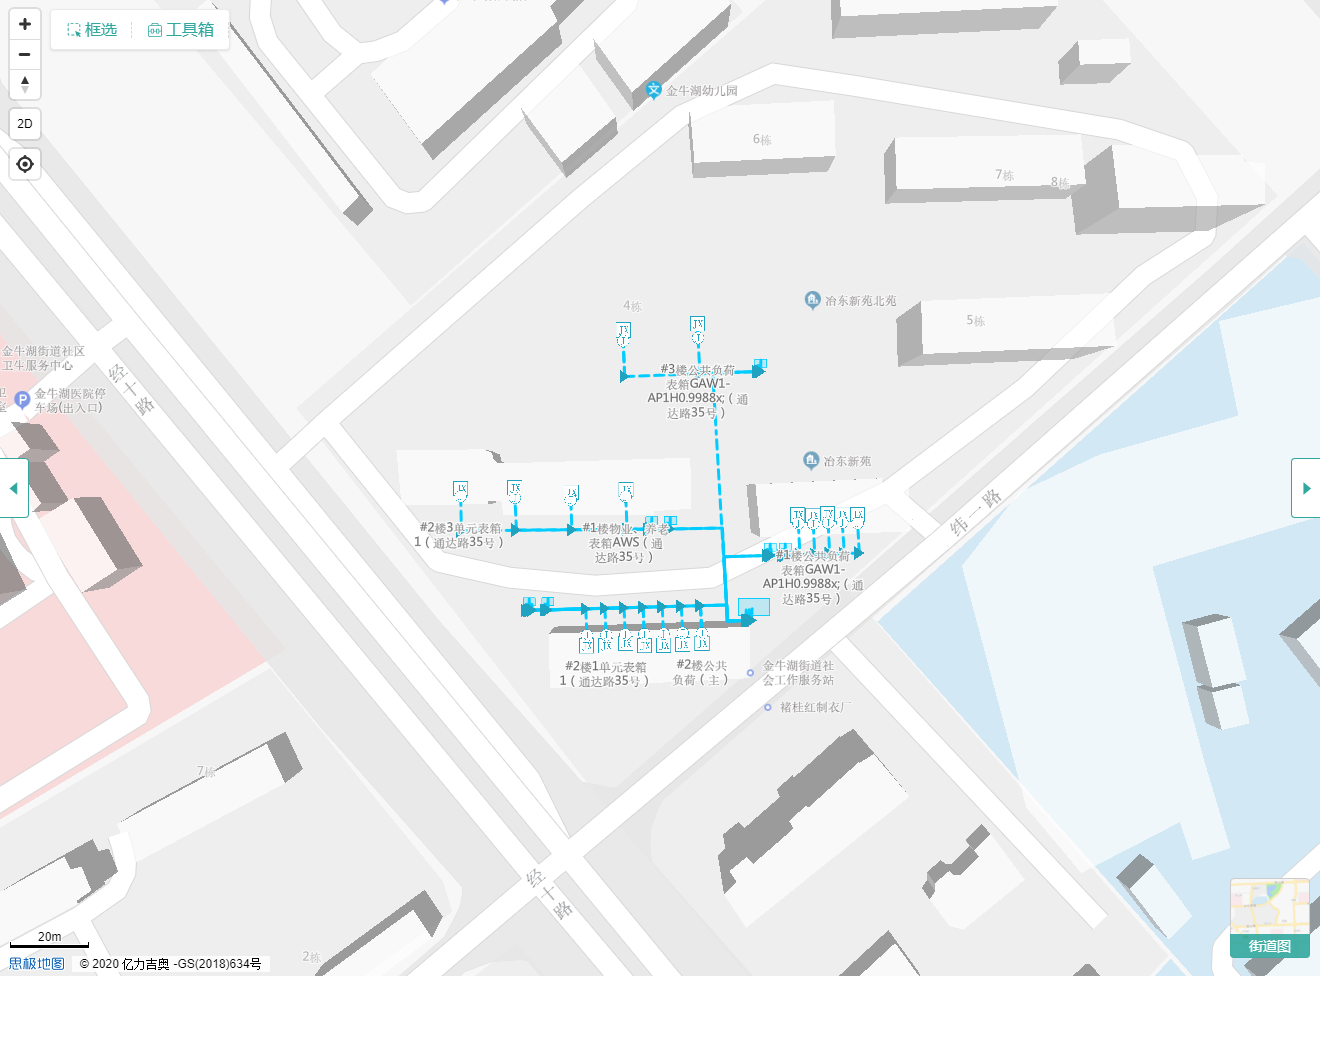 框选
工具箱
2D
金牛湖幼儿园
6栋
7栋
8栋
冶东新苑北苑
4栋
5栋
金牛湖街道社区
卫生服务中心
金牛湖医院停
车场(出入口)
P
经十路
#3楼公共负荷
表箱GAW1-
AP1H0.9988x;（通
达路35号）
冶东新苑
纬一路
#2楼3单元表箱
1（通达路35号）
#1楼物业、养老
表箱AWS（通
达路35号）
#1楼公共负荷
表箱GAW1-
AP1H0.9988x;（通
达路35号）
#2楼1单元表箱
1（通达路35号）
#2楼公共
负荷（主）
金牛湖街道社
会工作服务站
褚柱红制衣厂
7栋
经十路
2栋
20m
思极地图
© 2020 亿力吉奥 -GS(2018)634号
街道图